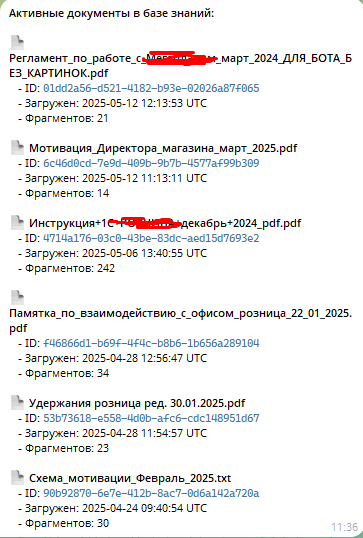 Активные документы в базе знаний:
Регламент_по_работе_с_ _март_2024_ДЛЯ_БОТА_Б
ЕЗ_КАРТИНОК.pdf
- ID: 01dd2a56-d521-4182-b93e-02026a87f065
- Загружен: 2025-05-12 12:13:53 UTC
- Фрагментов: 21
Мотивация_Директора_магазина_март_2025.pdf
- ID: 6c46d0cd-7e9d-409b-9b7b-4577af99b309
- Загружен: 2025-05-12 11:13:11 UTC
- Фрагментов: 14
Инструкция+1С декабрь+2024_pdf.pdf
- ID: 4714a176-03c0-43be-83dc-aed15d7693e2
- Загружен: 2025-05-06 13:40:55 UTC
- Фрагментов: 242
Памятка_по_взаимодействию_с_офисом_розница_22_01_2025.
pdf
- ID: f46866d1-b69f-4f4c-b8b6-1b656a289104
- Загружен: 2025-04-28 12:56:47 UTC
- Фрагментов: 34
Удержания розница ред. 30.01.2025.pdf
- ID: 53b73618-e558-4d0b-afc6-cdc148951d67
- Загружен: 2025-04-28 11:54:57 UTC
- Фрагментов: 23
Схема_мотивации_Февраль_2025.txt
- ID: 90b92870-6e7e-412b-8ac7-0d6a142a720a
- Загружен: 2025-04-24 09:40:54 UTC
- Фрагментов: 30
11:36